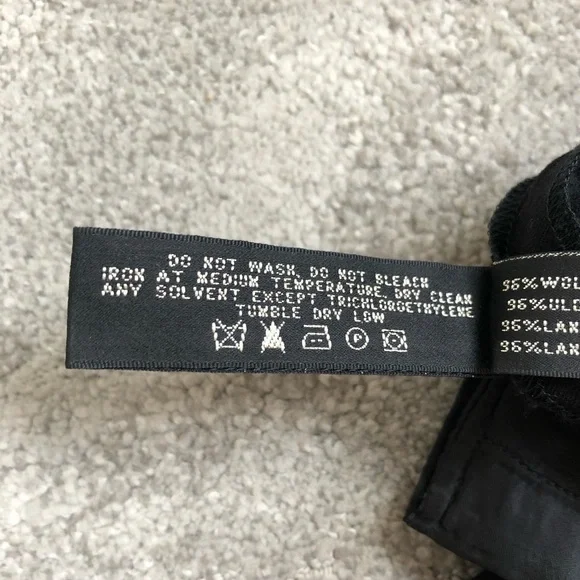 DO NOT WASH, DO NOT BLEACH
IRON AT MEDIUM TEMPERATURE, DRY CLEAN
ANY SOLVENT EXCEPT TRICHLOROETHYLENE
TUMBLE DRY LOW
P